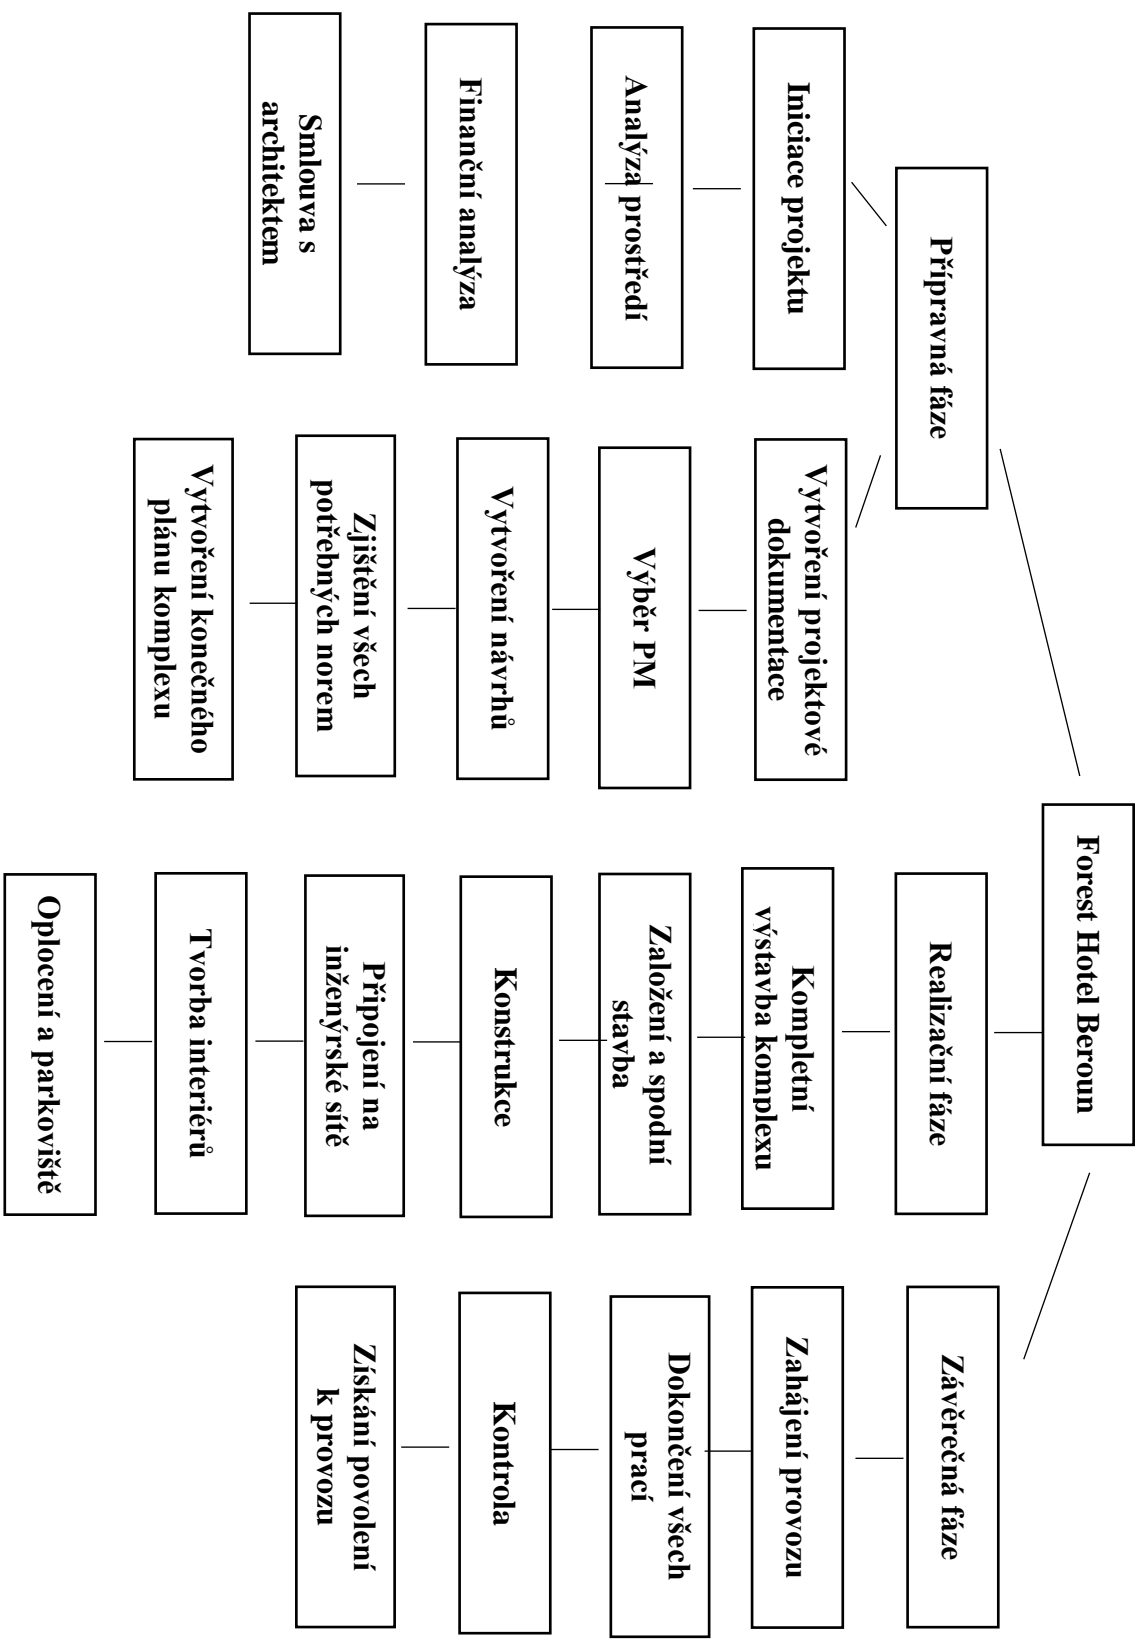 Forest Hotel Beroun
Přípravná fáze
Realizační fáze
Závěrečná fáze
Iniciace projektu
Vytvoření projektové
dokumentace
Kompletní
výstavba komplexu
Zahájení provozu
Analýza prostředí
Výběr PM
Založení a spodní
stavba
Dokončení všech
prací
Finanční analýza
Vytvoření návrhů
Konstrukce
Kontrola
Smlouva s
architektem
Zjištění všech
potřebných norem
Připojení na
inženýrské sítě
Získání povolení
k provozu
Vytvoření konečného
plánu komplexu
Tvorba interiérů
Oplocení a parkoviště